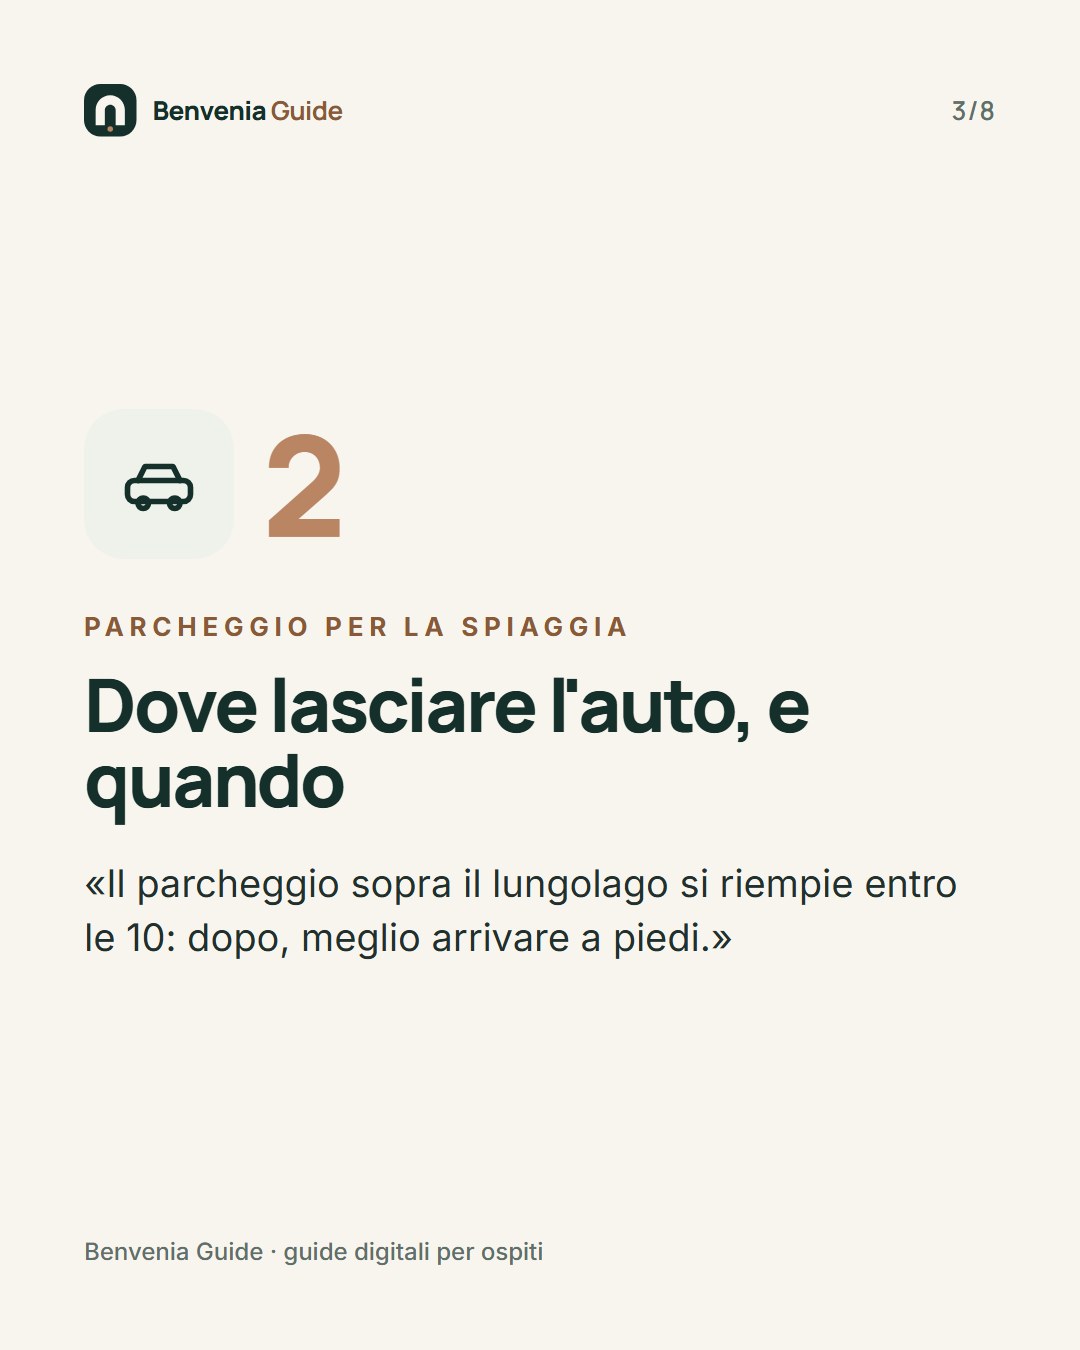 Benvenia Guide
3/8
2
PARCHEGGIO PER LA SPIAGGIA
Dove lasciare l'auto, e
quando
«Il parcheggio sopra il lungolago si riempie entro
le 10: dopo, meglio arrivare a piedi.»
Benvenia Guide · guide digitali per ospiti